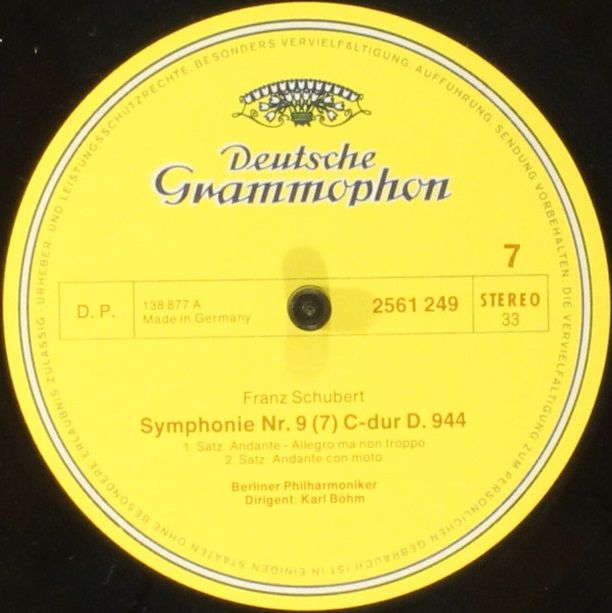 URHEBER- UND LEISTUNGSSCHUTZRECHTE, BESONDERS VERVIELFÄLTIGUNG, AUFFÜHRUNG, SENDUNG VORBEHALTEN. DIE VERVIELFÄLTIGUNG ZUM PERSÖNLICHEN GEBRAUCH IST IN EINIGEN STAATEN OHNE BESONDERE ERLAUBNIS ZULÄSSIG ·
Deutsche
Grammophon
7
D. P.
138 877 A
Made in Germany
2561 249
STEREO
33
Franz Schubert
Symphonie Nr. 9 (7) C-dur D. 944
1. Satz: Andante - Allegro ma non troppo
2. Satz: Andante con moto
Berliner Philharmoniker
Dirigent: Karl Böhm